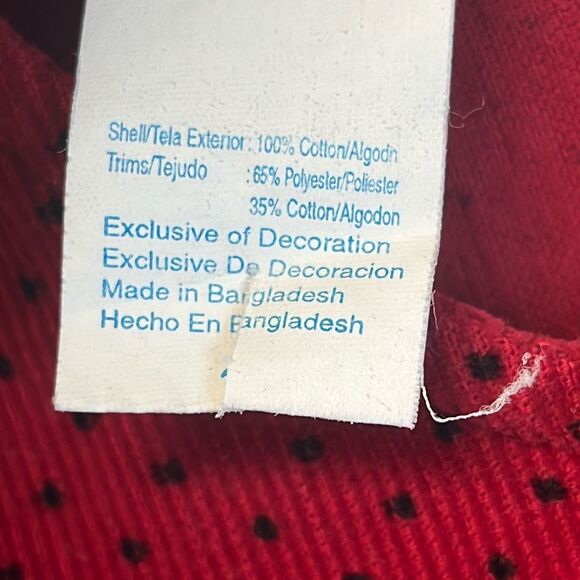 Shell/Tela Exterior: 100% Cotton/Algodn
Trims/Tejudo :65% Polyester/Poliester
35% Cotton/Algodon
Exclusive of Decoration
Exclusive De Decoracion
Made in Bangladesh
Hecho En Bangladesh